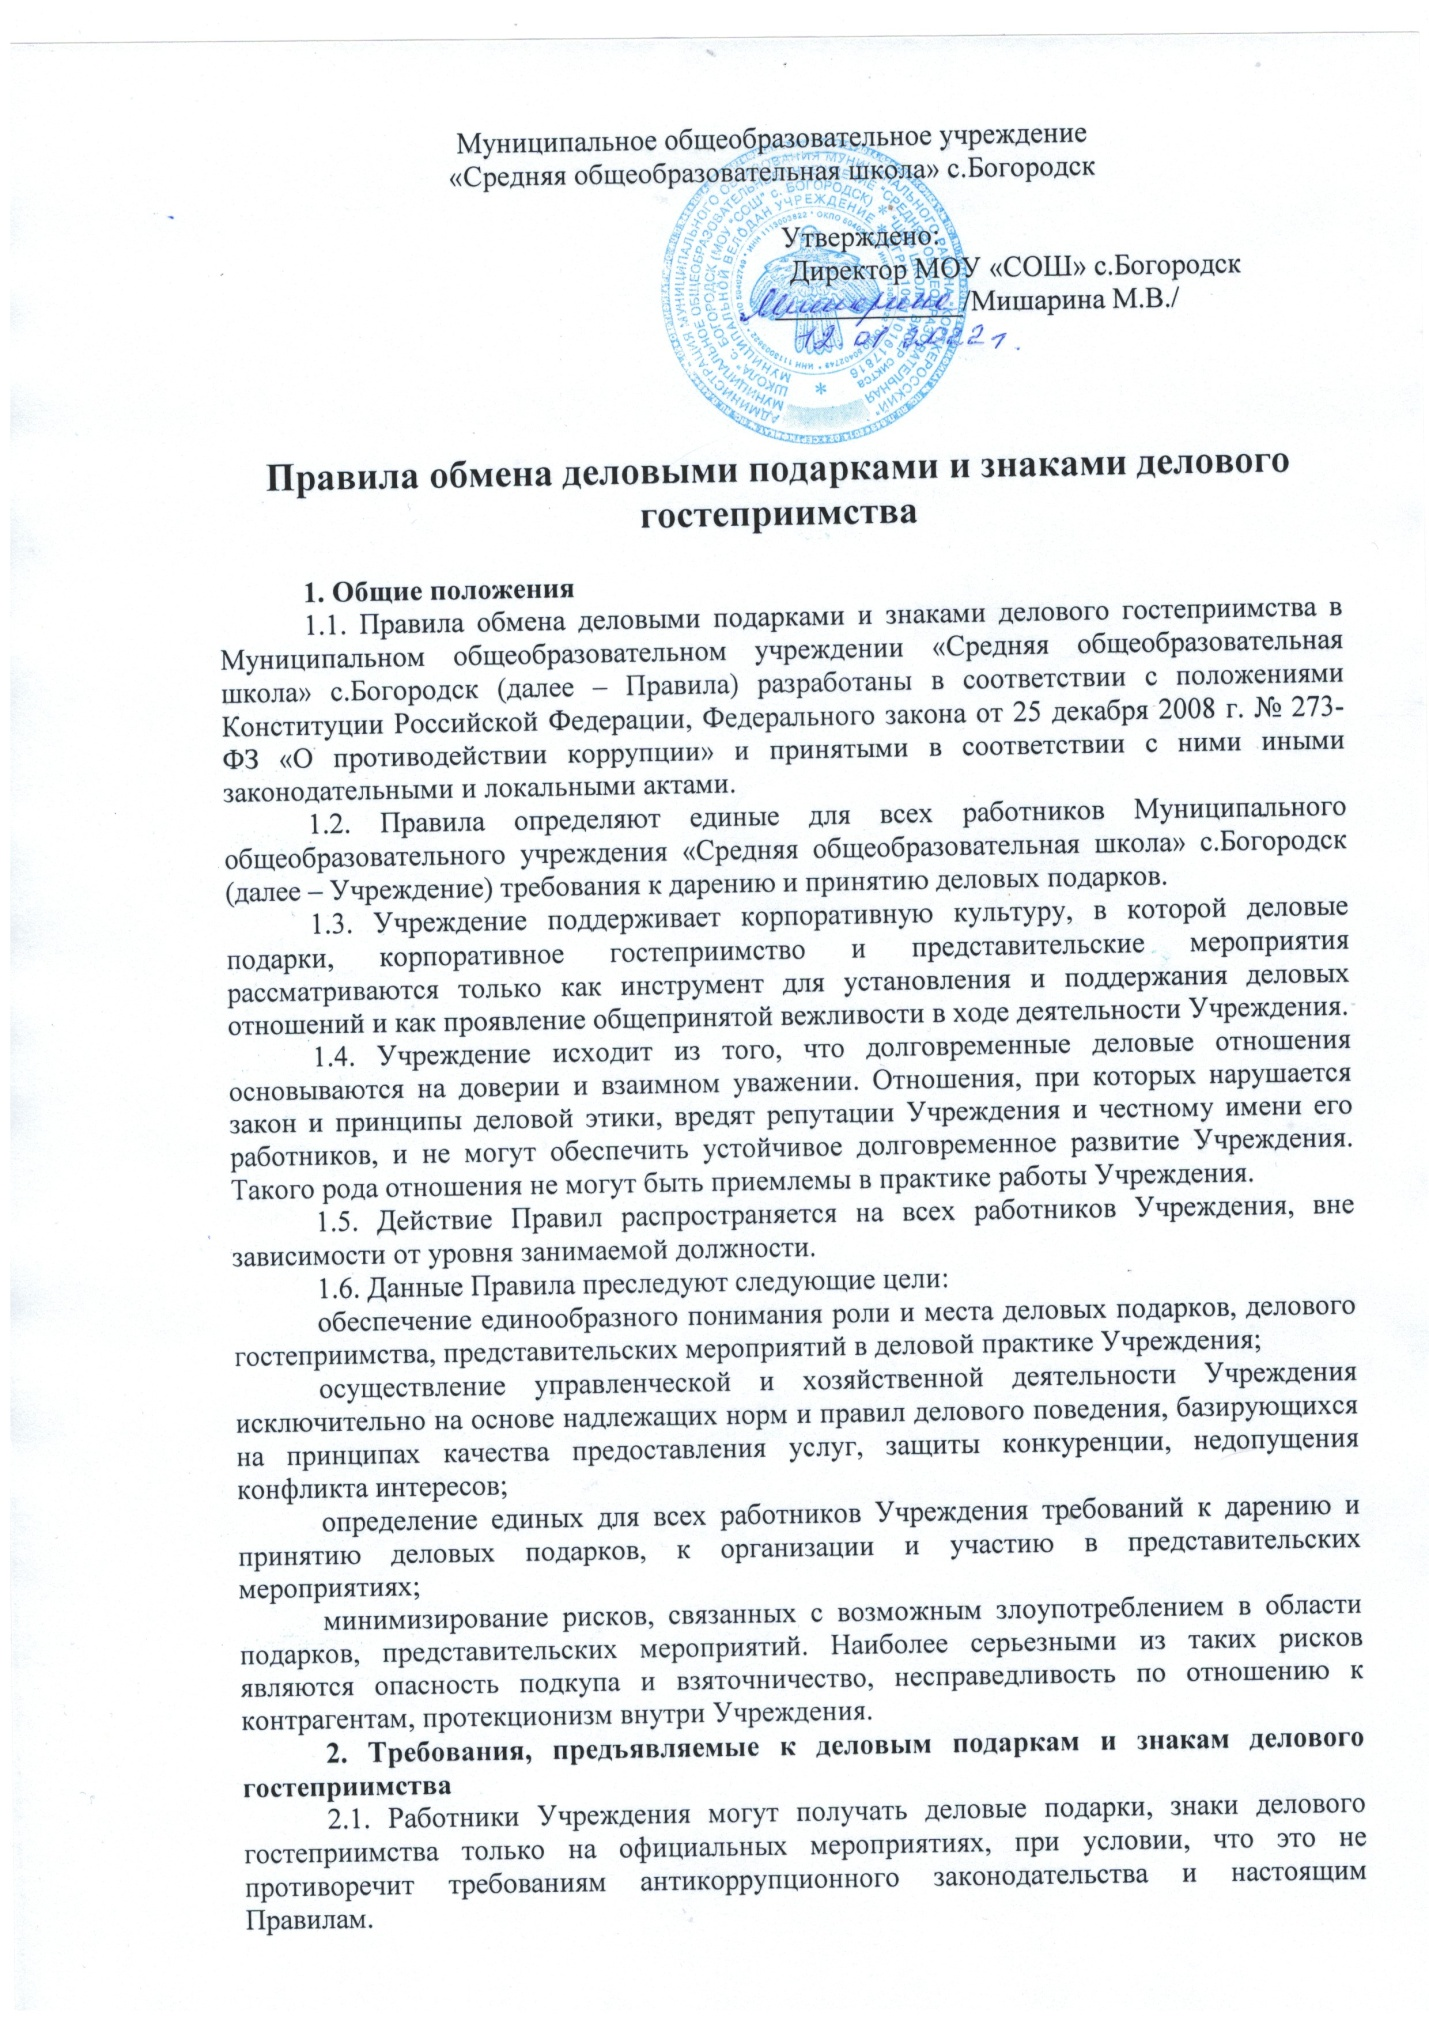 Муниципальное общеобразовательное учреждение
«Средняя общеобразовательная школа» с.Богородск
Утверждено:
Директор МОУ «СОШ» с.Богородск
Мишарина /Мишарина М.В./
12.01.2022г.
Правила обмена деловыми подарками и знаками делового
гостеприимства
1. Общие положения
1.1. Правила обмена деловыми подарками и знаками делового гостеприимства в
Муниципальном общеобразовательном учреждении «Средняя общеобразовательная
школа» с.Богородск (далее – Правила) разработаны в соответствии с положениями
Конституции Российской Федерации, Федерального закона от 25 декабря 2008 г. № 273-
ФЗ «О противодействии коррупции» и принятыми в соответствии с ними иными
законодательными и локальными актами.
1.2. Правила определяют единые для всех работников Муниципального
общеобразовательного учреждения «Средняя общеобразовательная школа» с.Богородск
(далее – Учреждение) требования к дарению и принятию деловых подарков.
1.3. Учреждение поддерживает корпоративную культуру, в которой деловые
подарки, корпоративное гостеприимство и представительские мероприятия
рассматриваются только как инструмент для установления и поддержания деловых
отношений и как проявление общепринятой вежливости в ходе деятельности Учреждения.
1.4. Учреждение исходит из того, что долговременные деловые отношения
основываются на доверии и взаимном уважении. Отношения, при которых нарушается
закон и принципы деловой этики, вредят репутации Учреждения и честному имени его
работников, и не могут обеспечить устойчивое долговременное развитие Учреждения.
Такого рода отношения не могут быть приемлемы в практике работы Учреждения.
1.5. Действие Правил распространяется на всех работников Учреждения, вне
зависимости от уровня занимаемой должности.
1.6. Данные Правила преследуют следующие цели:
обеспечение единообразного понимания роли и места деловых подарков, делового
гостеприимства, представительских мероприятий в деловой практике Учреждения;
осуществление управленческой и хозяйственной деятельности Учреждения
исключительно на основе надлежащих норм и правил делового поведения, базирующихся
на принципах качества предоставления услуг, защиты конкуренции, недопущения
конфликта интересов;
определение единых для всех работников Учреждения требований к дарению и
принятию деловых подарков, к организации и участию в представительских
мероприятиях;
минимизирование рисков, связанных с возможным злоупотреблением в области
подарков, представительских мероприятий. Наиболее серьезными из таких рисков
являются опасность подкупа и взяточничество, несправедливость по отношению к
контрагентам, протекционизм внутри Учреждения.
2. Требования, предъявляемые к деловым подаркам и знакам делового
гостеприимства
2.1. Работники Учреждения могут получать деловые подарки, знаки делового
гостеприимства только на официальных мероприятиях, при условии, что это не
противоречит требованиям антикоррупционного законодательства и настоящим
Правилам.